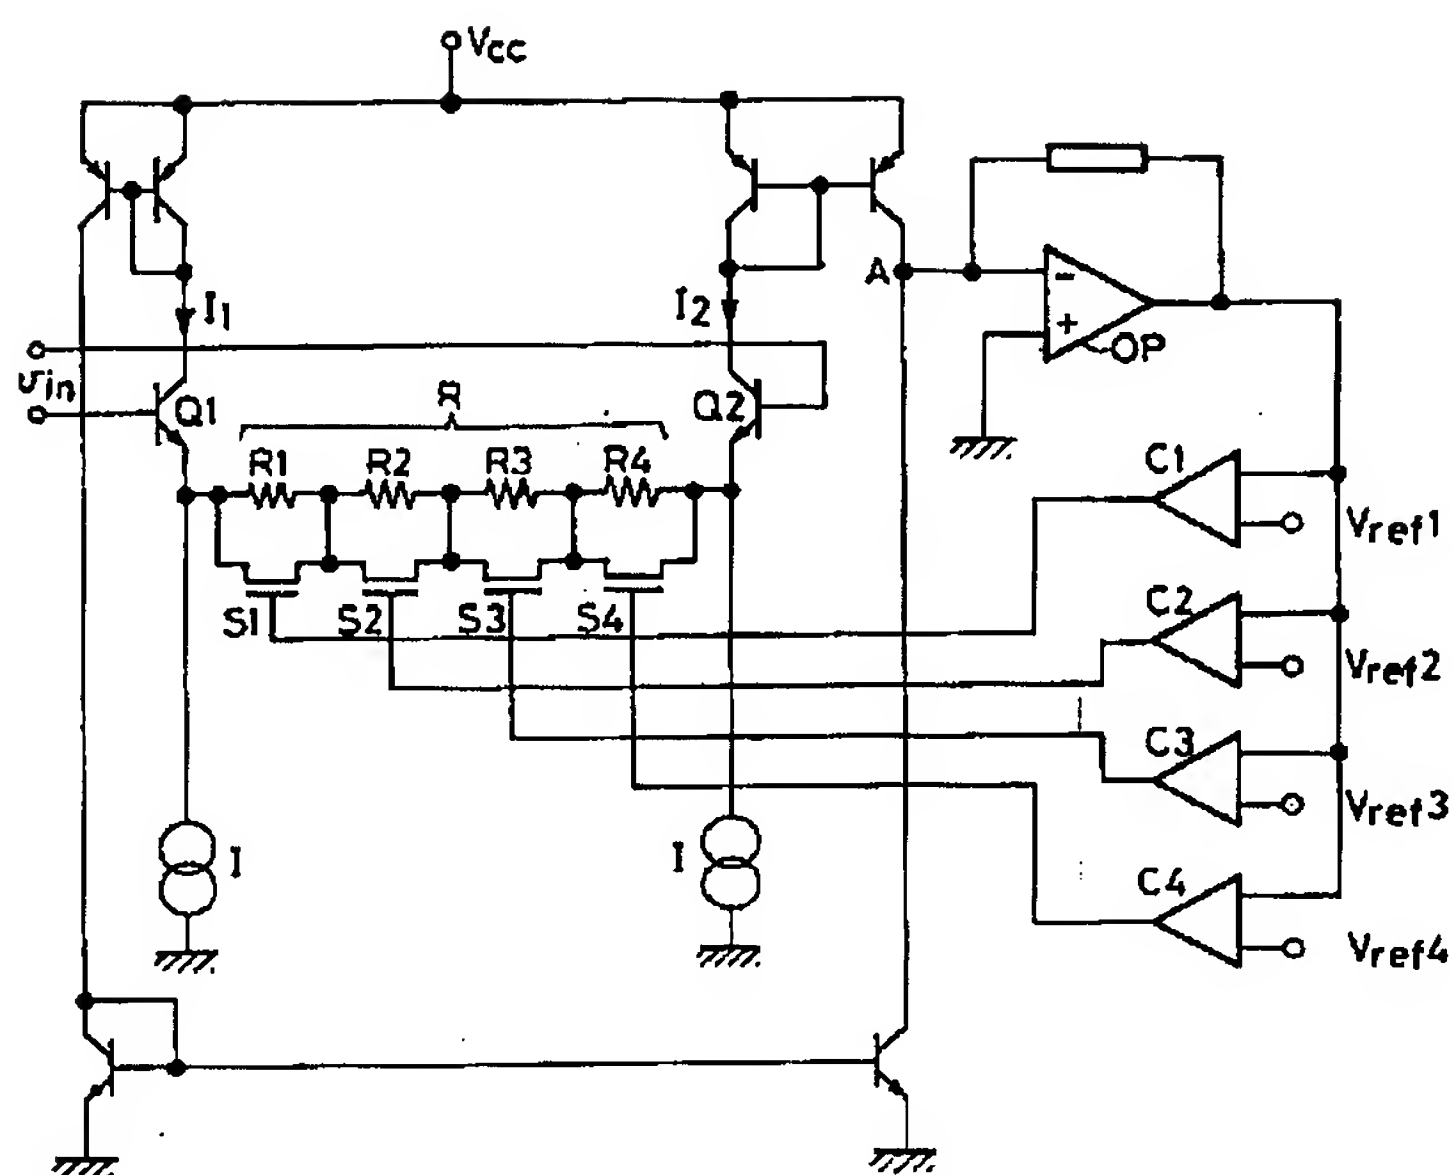 Vcc
A
I1
I2
OP
υin
Q1
R
Q2
R1 R2 R3 R4
C1
Vref1
S1 S2 S3 S4
C2
Vref2
C3
Vref3
I
I
C4
Vref4